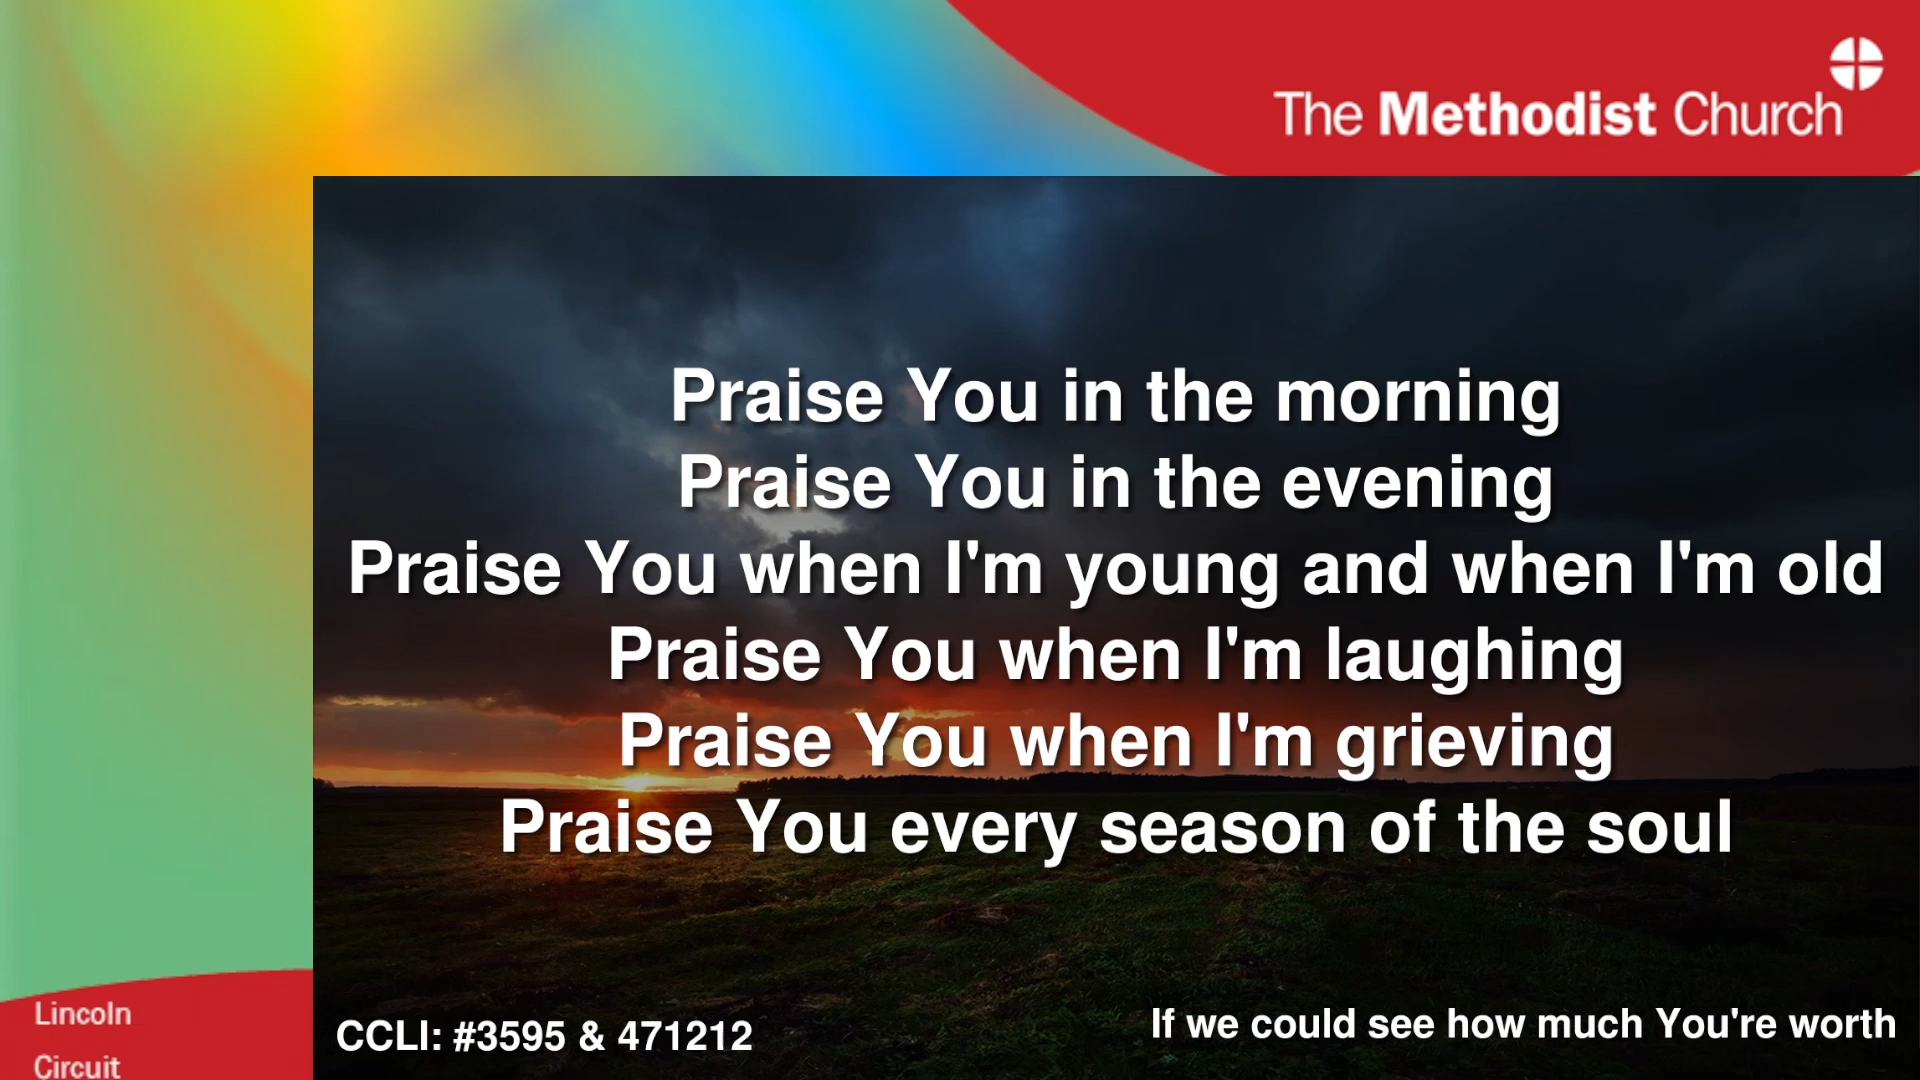 The Methodist Church
Praise You in the morning
Praise You in the evening
Praise You when I'm young and when I'm old
Praise You when I'm laughing
Praise You when I'm grieving
Praise You every season of the soul
If we could see how much You're worth
CCLI: #3595 & 471212
Lincoln
Circuit